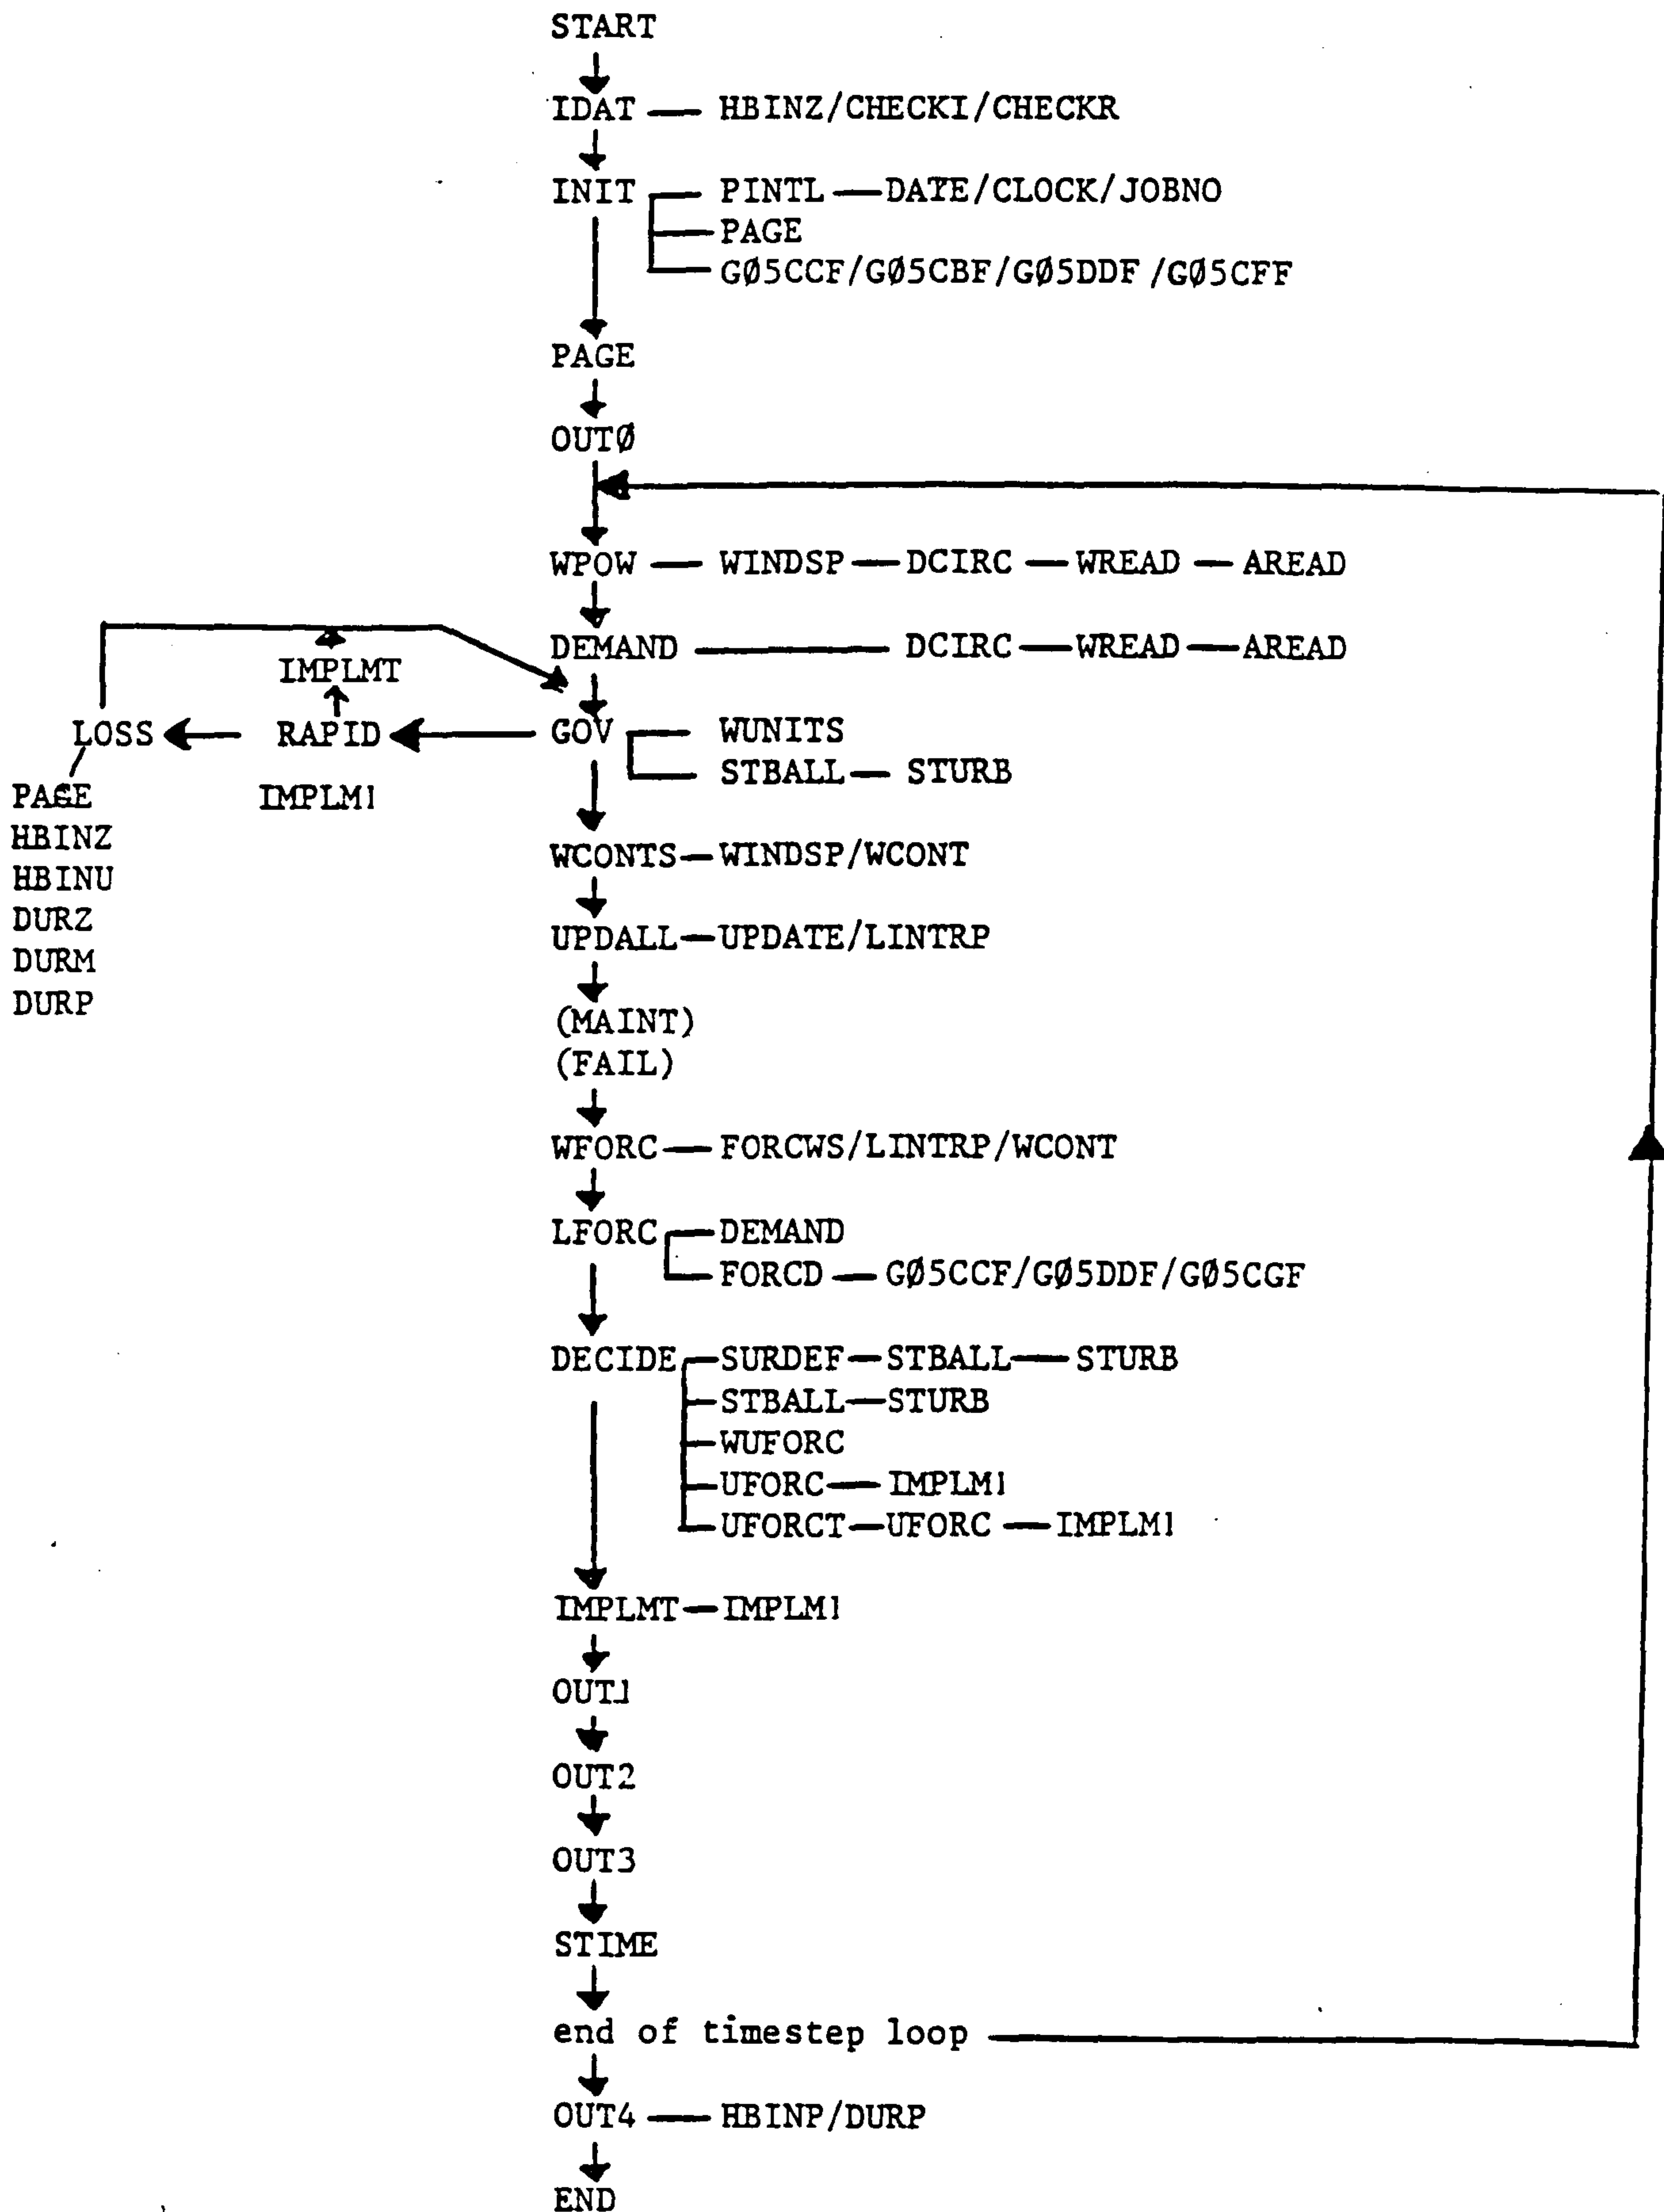 START
IDAT HBINZ/CHECKI/CHECKR
INIT PINTL DATE/CLOCK/JOBNO
PAGE
GØ5CCF/GØ5CBF/GØ5DDF/GØ5CFF
PAGE
OUTØ
WPOW WINDSP DCIRC WREAD AREAD
DEMAND DCIRC WREAD AREAD
IMPLMT
LOSS RAPID GOV WUNITS
STBALL STURB
PAGE IMPLM1
HBINZ
HBINU
DURZ
DURM
DURP
WCONTS WINDSP/WCONT
UPDALL UPDATE/LINTRP
(MAINT)
(FAIL)
WFORC FORCWS/LINTRP/WCONT
LFORC DEMAND
FORCD GØ5CCF/GØ5DDF/GØ5CGF
DECIDE SURDEF STBALL STURB
STBALL STURB
WUFORC
UFORC IMPLM1
UFORCT UFORC IMPLM1
IMPLMT IMPLM1
OUT1
OUT2
OUT3
STIME
end of timestep loop
OUT4 HBINP/DURP
END